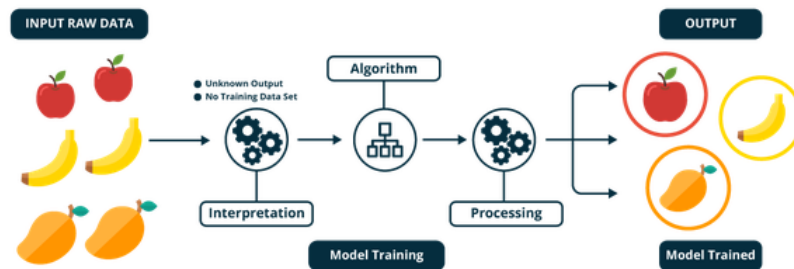 INPUT RAW DATA
OUTPUT
Algorithm
Unknown Output
No Training Data Set
Interpretation
Processing
Model Training
Model Trained